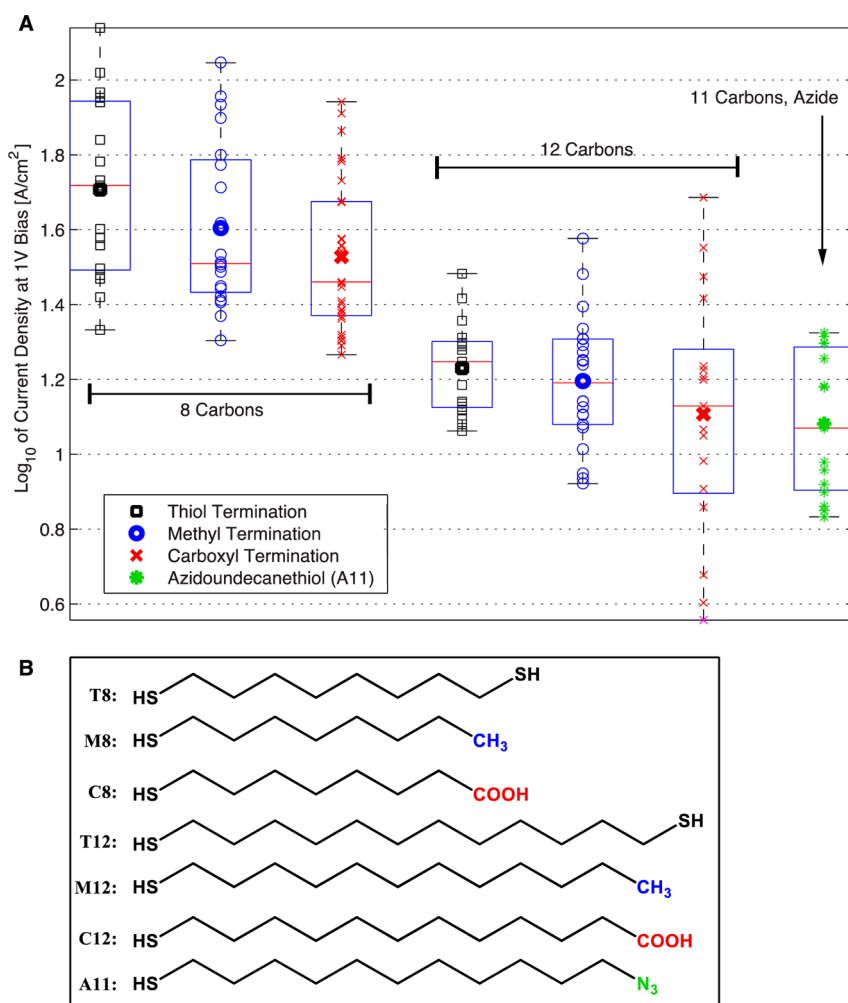 A
Log10 of Current Density at 1V Bias [A/cm²]
2
1.8
1.6
1.4
1.2
1
0.8
0.6
11 Carbons, Azide
12 Carbons
8 Carbons
Thiol Termination
Methyl Termination
Carboxyl Termination
Azidoundecanethiol (A11)
B
T8: HS SH
M8: HS CH3
C8: HS COOH
T12: HS SH
M12: HS CH3
C12: HS COOH
A11: HS N3